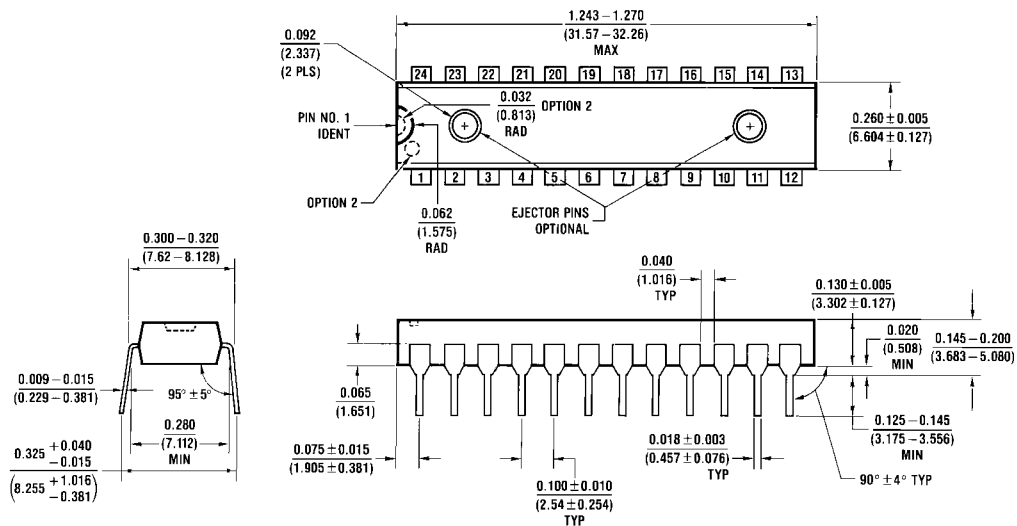 1.243 – 1.270
(31.57 – 32.26)
MAX
0.092
(2.337)
(2 PLS)
24 23 22 21 20 19 18 17 16 15 14 13
0.032
(0.813)
RAD
OPTION 2
PIN NO. 1
IDENT
0.260 ± 0.005
(6.604 ± 0.127)
1 2 3 4 5 6 7 8 9 10 11 12
OPTION 2
0.062
(1.575)
RAD
EJECTOR PINS
OPTIONAL
0.300 – 0.320
(7.62 – 8.128)
0.040
(1.016)
TYP
0.130 ± 0.005
(3.302 ± 0.127)
0.020
(0.508)
MIN
0.145 – 0.200
(3.683 – 5.080)
0.009 – 0.015
(0.229 – 0.381)
95° ± 5°
0.280
(7.112)
MIN
0.325 +0.040
–0.015
(8.255 +1.016
–0.381)
0.065
(1.651)
0.075 ± 0.015
(1.905 ± 0.381)
0.100 ± 0.010
(2.54 ± 0.254)
TYP
0.018 ± 0.003
(0.457 ± 0.076)
TYP
0.125 – 0.145
(3.175 – 3.556)
MIN
90° ± 4° TYP